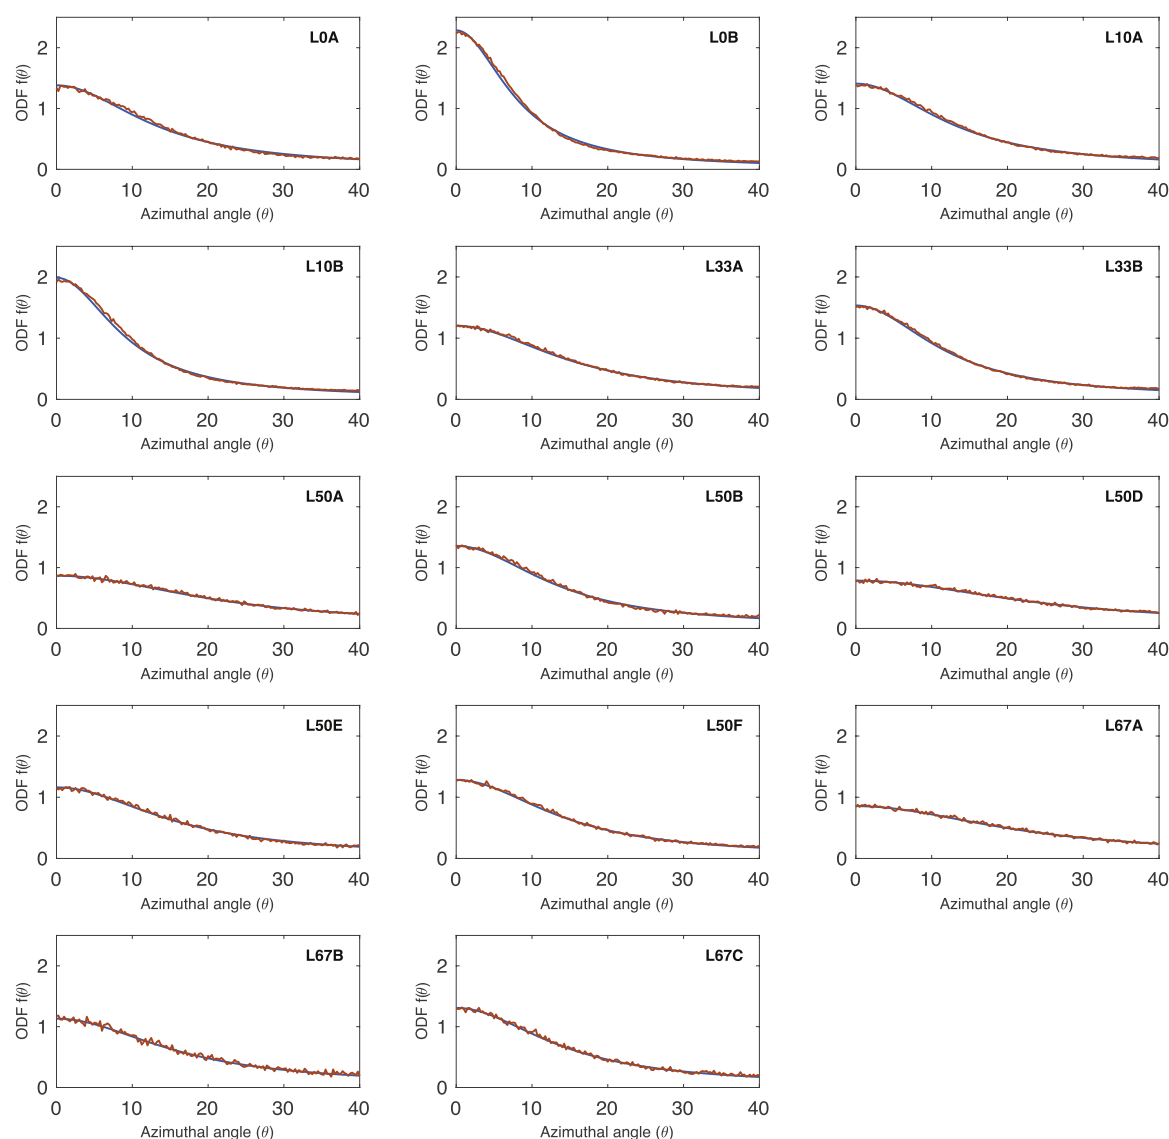 L0A
ODF f(θ)
2
1
0
0 10 20 30 40
Azimuthal angle (θ)
L0B
ODF f(θ)
2
1
0
0 10 20 30 40
Azimuthal angle (θ)
L10A
ODF f(θ)
2
1
0
0 10 20 30 40
Azimuthal angle (θ)
L10B
ODF f(θ)
2
1
0
0 10 20 30 40
Azimuthal angle (θ)
L33A
ODF f(θ)
2
1
0
0 10 20 30 40
Azimuthal angle (θ)
L33B
ODF f(θ)
2
1
0
0 10 20 30 40
Azimuthal angle (θ)
L50A
ODF f(θ)
2
1
0
0 10 20 30 40
Azimuthal angle (θ)
L50B
ODF f(θ)
2
1
0
0 10 20 30 40
Azimuthal angle (θ)
L50D
ODF f(θ)
2
1
0
0 10 20 30 40
Azimuthal angle (θ)
L50E
ODF f(θ)
2
1
0
0 10 20 30 40
Azimuthal angle (θ)
L50F
ODF f(θ)
2
1
0
0 10 20 30 40
Azimuthal angle (θ)
L67A
ODF f(θ)
2
1
0
0 10 20 30 40
Azimuthal angle (θ)
L67B
ODF f(θ)
2
1
0
0 10 20 30 40
Azimuthal angle (θ)
L67C
ODF f(θ)
2
1
0
0 10 20 30 40
Azimuthal angle (θ)